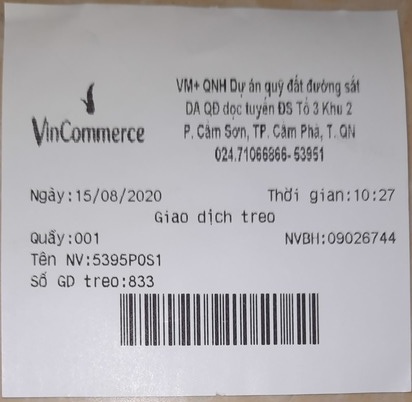 VinCommerce
VM+ QNH Dự án quỹ đất đường sắt
DA QĐ dọc tuyến ĐS Tổ 3 Khu 2
P. Cẩm Sơn, TP. Cẩm Phả, T. QN
024.71066866- 53951
Ngày:15/08/2020 Thời gian:10:27
Giao dịch treo
Quầy:001 NVBH:09026744
Tên NV:5395POS1
Số GD treo:833